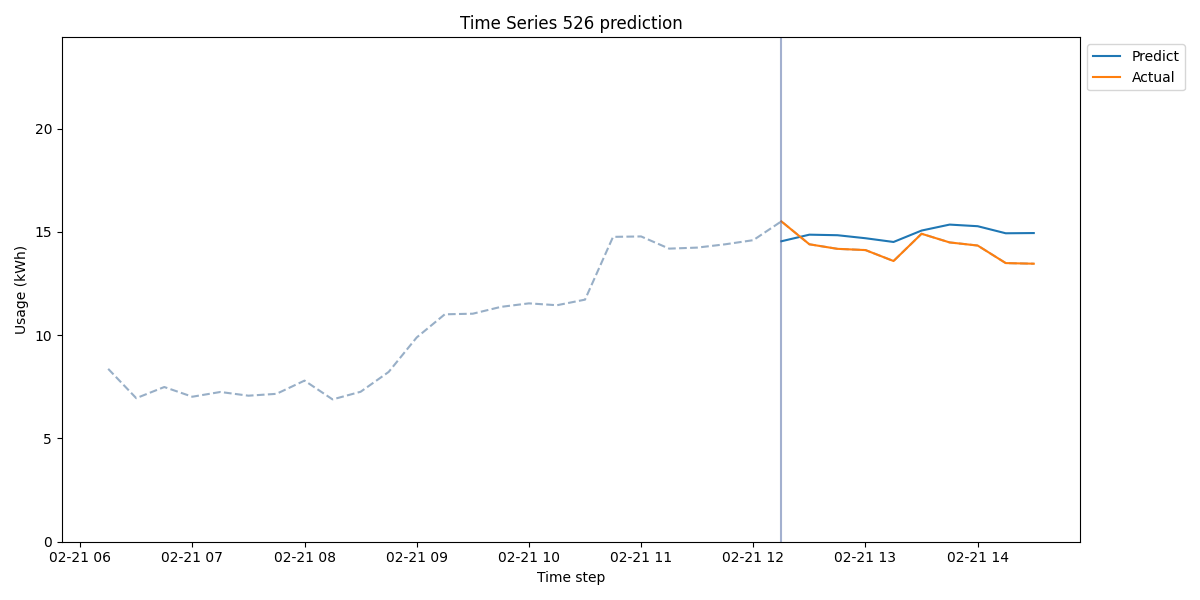 Time Series 526 prediction
Predict
Actual
Usage (kWh)
20
15
10
5
0
02-21 06 02-21 07 02-21 08 02-21 09 02-21 10 02-21 11 02-21 12 02-21 13 02-21 14
Time step